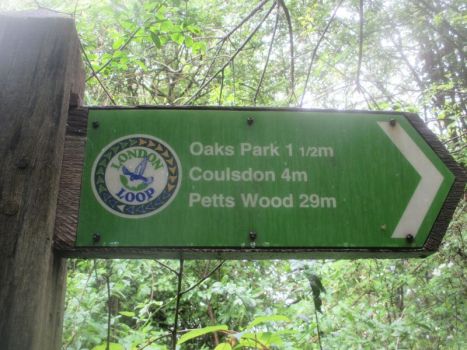 LONDON
LOOP
Oaks Park 1 1/2m
Coulsdon 4m
Petts Wood 29m